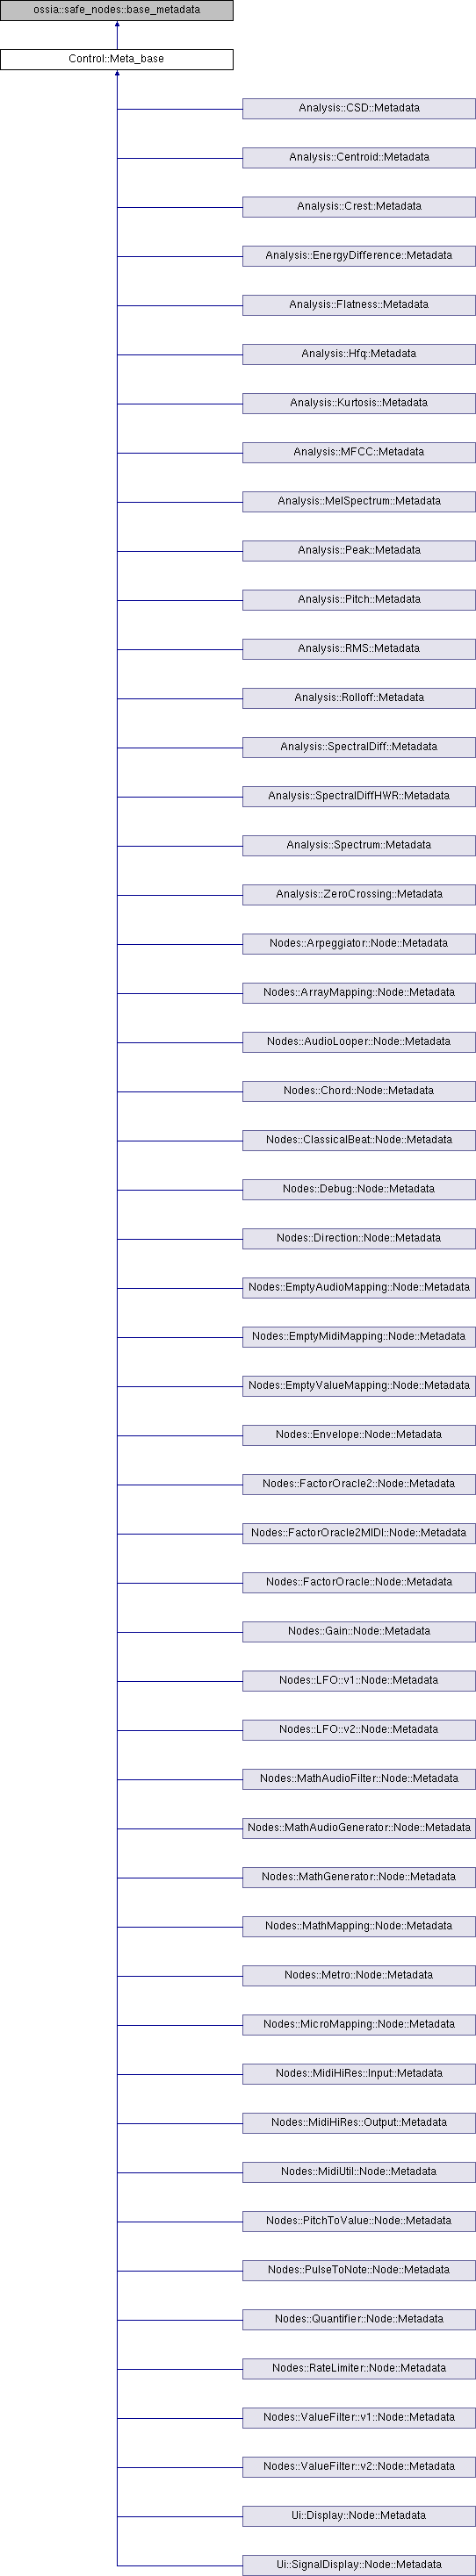 ossia::safe_nodes::base_metadata
Control::Meta_base
Analysis::CSD::Metadata
Analysis::Centroid::Metadata
Analysis::Crest::Metadata
Analysis::EnergyDifference::Metadata
Analysis::Flatness::Metadata
Analysis::Hfq::Metadata
Analysis::Kurtosis::Metadata
Analysis::MFCC::Metadata
Analysis::MelSpectrum::Metadata
Analysis::Peak::Metadata
Analysis::Pitch::Metadata
Analysis::RMS::Metadata
Analysis::Rolloff::Metadata
Analysis::SpectralDiff::Metadata
Analysis::SpectralDiffHWR::Metadata
Analysis::Spectrum::Metadata
Analysis::ZeroCrossing::Metadata
Nodes::Arpeggiator::Node::Metadata
Nodes::ArrayMapping::Node::Metadata
Nodes::AudioLooper::Node::Metadata
Nodes::Chord::Node::Metadata
Nodes::ClassicalBeat::Node::Metadata
Nodes::Debug::Node::Metadata
Nodes::Direction::Node::Metadata
Nodes::EmptyAudioMapping::Node::Metadata
Nodes::EmptyMidiMapping::Node::Metadata
Nodes::EmptyValueMapping::Node::Metadata
Nodes::Envelope::Node::Metadata
Nodes::FactorOracle2::Node::Metadata
Nodes::FactorOracle2MIDI::Node::Metadata
Nodes::FactorOracle::Node::Metadata
Nodes::Gain::Node::Metadata
Nodes::LFO::v1::Node::Metadata
Nodes::LFO::v2::Node::Metadata
Nodes::MathAudioFilter::Node::Metadata
Nodes::MathAudioGenerator::Node::Metadata
Nodes::MathGenerator::Node::Metadata
Nodes::MathMapping::Node::Metadata
Nodes::Metro::Node::Metadata
Nodes::MicroMapping::Node::Metadata
Nodes::MidiHiRes::Input::Metadata
Nodes::MidiHiRes::Output::Metadata
Nodes::MidiUtil::Node::Metadata
Nodes::PitchToValue::Node::Metadata
Nodes::PulseToNote::Node::Metadata
Nodes::Quantifier::Node::Metadata
Nodes::RateLimiter::Node::Metadata
Nodes::ValueFilter::v1::Node::Metadata
Nodes::ValueFilter::v2::Node::Metadata
Ui::Display::Node::Metadata
Ui::SignalDisplay::Node::Metadata